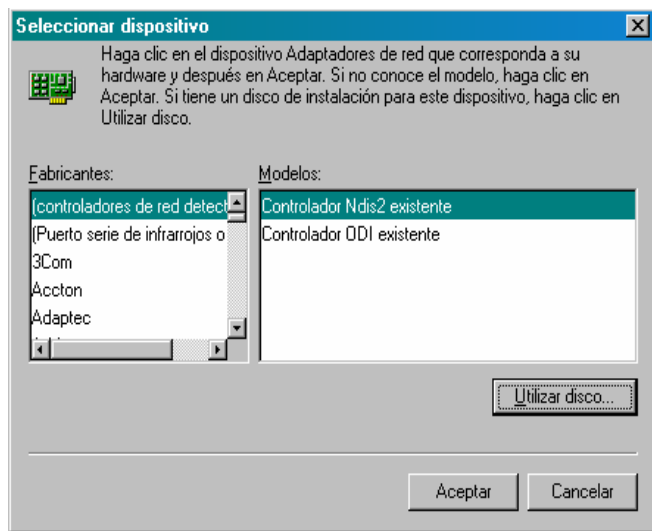 Seleccionar dispositivo
Haga clic en el dispositivo Adaptadores de red que corresponda a su
hardware y después en Aceptar. Si no conoce el modelo, haga clic en
Aceptar. Si tiene un disco de instalación para este dispositivo, haga clic en
Utilizar disco.
Fabricantes:
(controladores de red detect
(Puerto serie de infrarrojos o
3Com
Accton
Adaptec
Modelos:
Controlador Ndis2 existente
Controlador ODI existente
Utilizar disco...
Aceptar
Cancelar